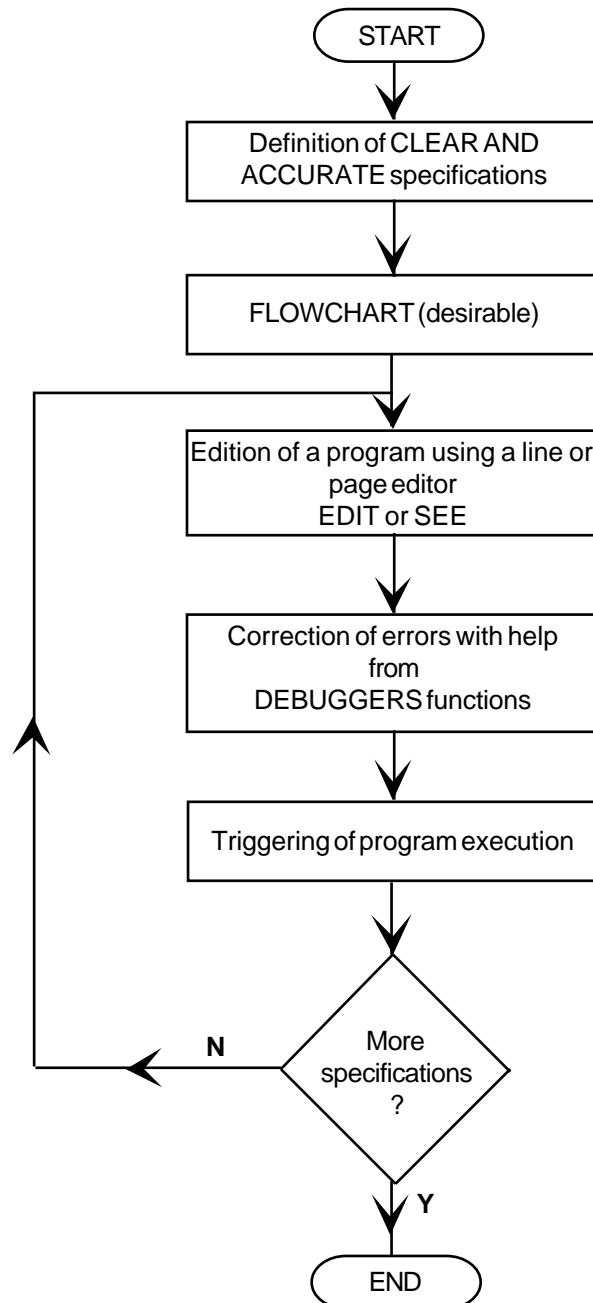 START
Definition of CLEAR AND
ACCURATE specifications
FLOWCHART (desirable)
Edition of a program using a line or
page editor
EDIT or SEE
Correction of errors with help
from
DEBUGGERS functions
Triggering of program execution
N
More
specifications
?
Y
END